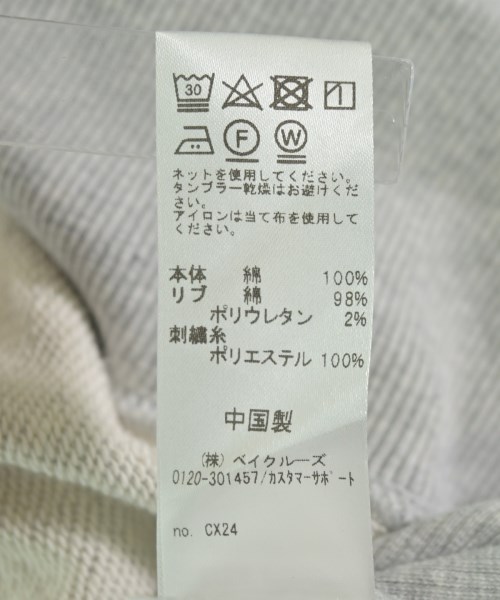 30
F W
ネットを使用してください。
タンブラー乾燥はお避けくだ
さい。
アイロンは当て布を使用して
ください。
本体 綿 100%
リブ 綿 98%
ポリウレタン 2%
刺繍糸
ポリエステル 100%
中国製
(株) ベイクルーズ
0120-301457/カスタマーサポート
no. CX24